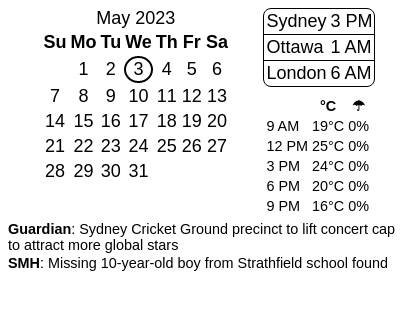 May 2023
Su Mo Tu We Th Fr Sa
1 2 3 4 5 6
7 8 9 10 11 12 13
14 15 16 17 18 19 20
21 22 23 24 25 26 27
28 29 30 31
Sydney 3 PM
Ottawa 1 AM
London 6 AM
°C ☂
9 AM 19°C 0%
12 PM 25°C 0%
3 PM 24°C 0%
6 PM 20°C 0%
9 PM 16°C 0%
Guardian: Sydney Cricket Ground precinct to lift concert cap
to attract more global stars
SMH: Missing 10-year-old boy from Strathfield school found